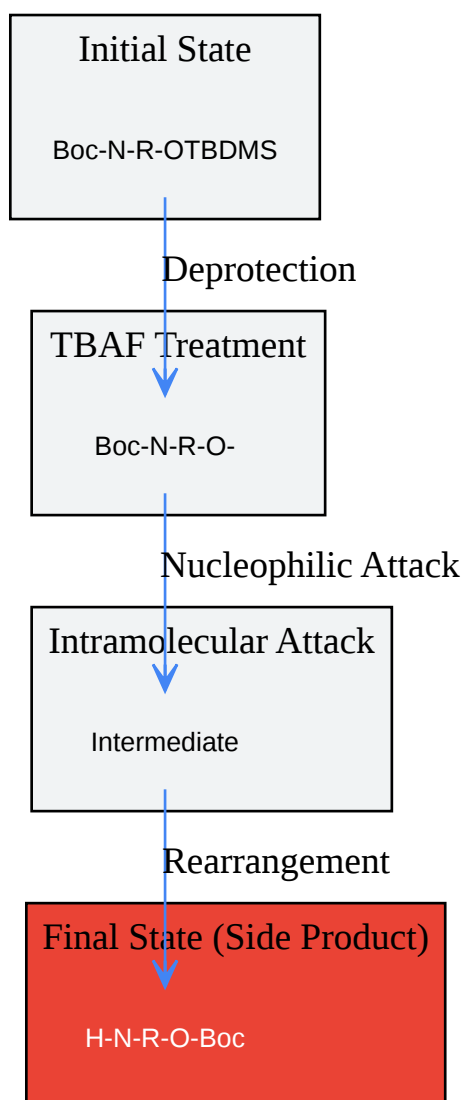 Initial State
Boc-N-R-OTBDMS
Deprotection
TBAF Treatment
Boc-N-R-O-
Nucleophilic Attack
Intramolecular Attack
Intermediate
Rearrangement
Final State (Side Product)
H-N-R-O-Boc